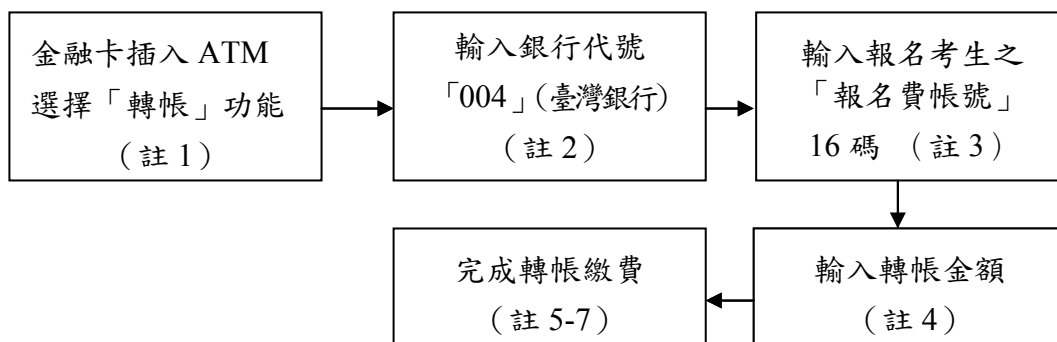 金融卡插入 ATM
選擇「轉帳」功能
（註 1）
輸入銀行代號
「004」（臺灣銀行）
（註 2）
輸入報名考生之
「報名費帳號」
16 碼 （註 3）
輸入轉帳金額
（註 4）
完成轉帳繳費
（註 5-7）